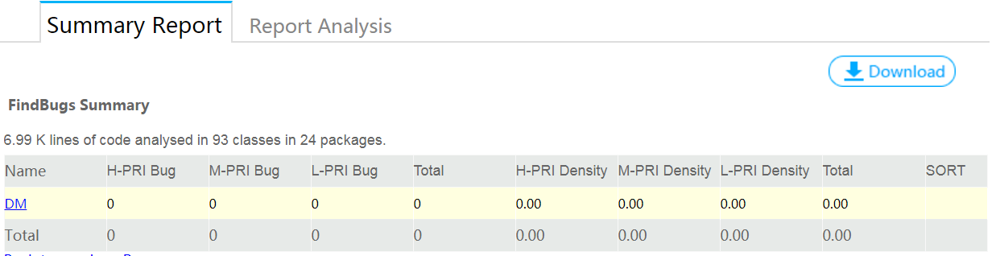 Summary Report Report Analysis
Download
FindBugs Summary
6.99 K lines of code analysed in 93 classes in 24 packages.
Name H-PRI Bug M-PRI Bug L-PRI Bug Total H-PRI Density M-PRI Density L-PRI Density Total SORT
DM 0 0 0 0 0.00 0.00 0.00 0.00
Total 0 0 0 0 0.00 0.00 0.00 0.00